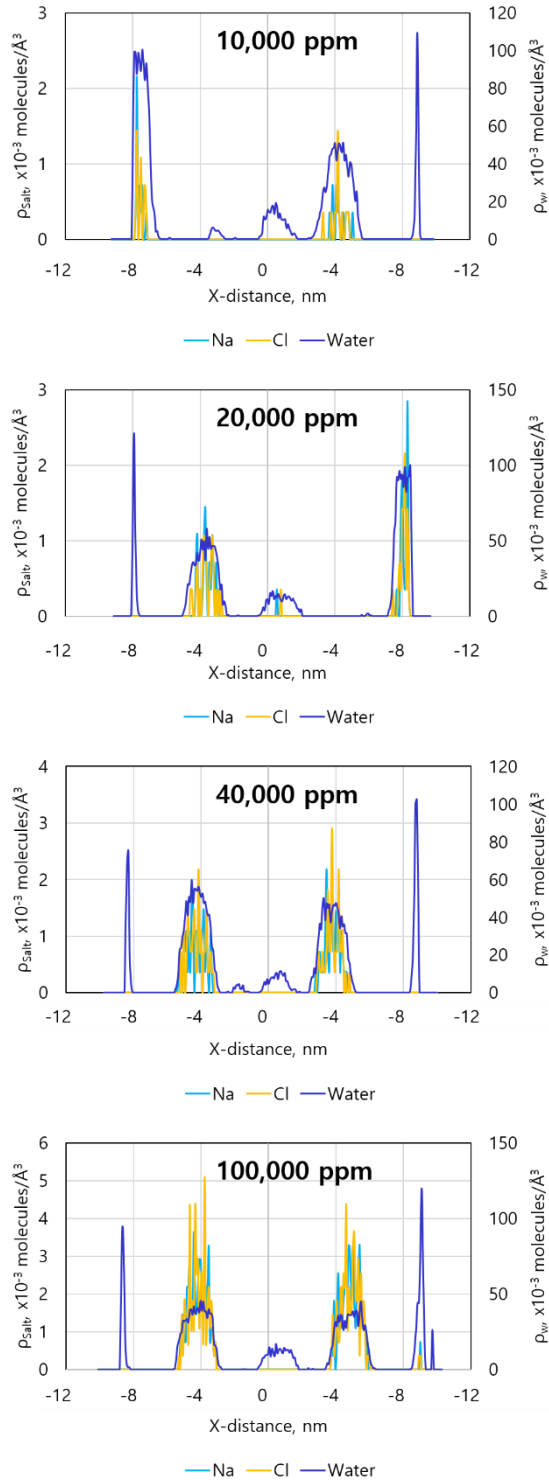 10,000 ppm
ρSalt, x10⁻³ molecules/Å³
3
2
1
0
120
100
80
60
40
20
0
ρw, x10⁻³ molecules/Å³
-12 -8 -4 0 -4 -8 -12
X-distance, nm
Na Cl Water
20,000 ppm
ρSalt, x10⁻³ molecules/Å³
3
2
1
0
150
100
50
0
ρw, x10⁻³ molecules/Å³
-12 -8 -4 0 -4 -8 -12
X-distance, nm
Na Cl Water
40,000 ppm
ρSalt, x10⁻³ molecules/Å³
4
3
2
1
0
120
100
80
60
40
20
0
ρw, x10⁻³ molecules/Å³
-12 -8 -4 0 -4 -8 -12
X-distance, nm
Na Cl Water
100,000 ppm
ρSalt, x10⁻³ molecules/Å³
6
5
4
3
2
1
0
150
100
50
0
ρw, x10⁻³ molecules/Å³
-12 -8 -4 0 -4 -8 -12
X-distance, nm
Na Cl Water